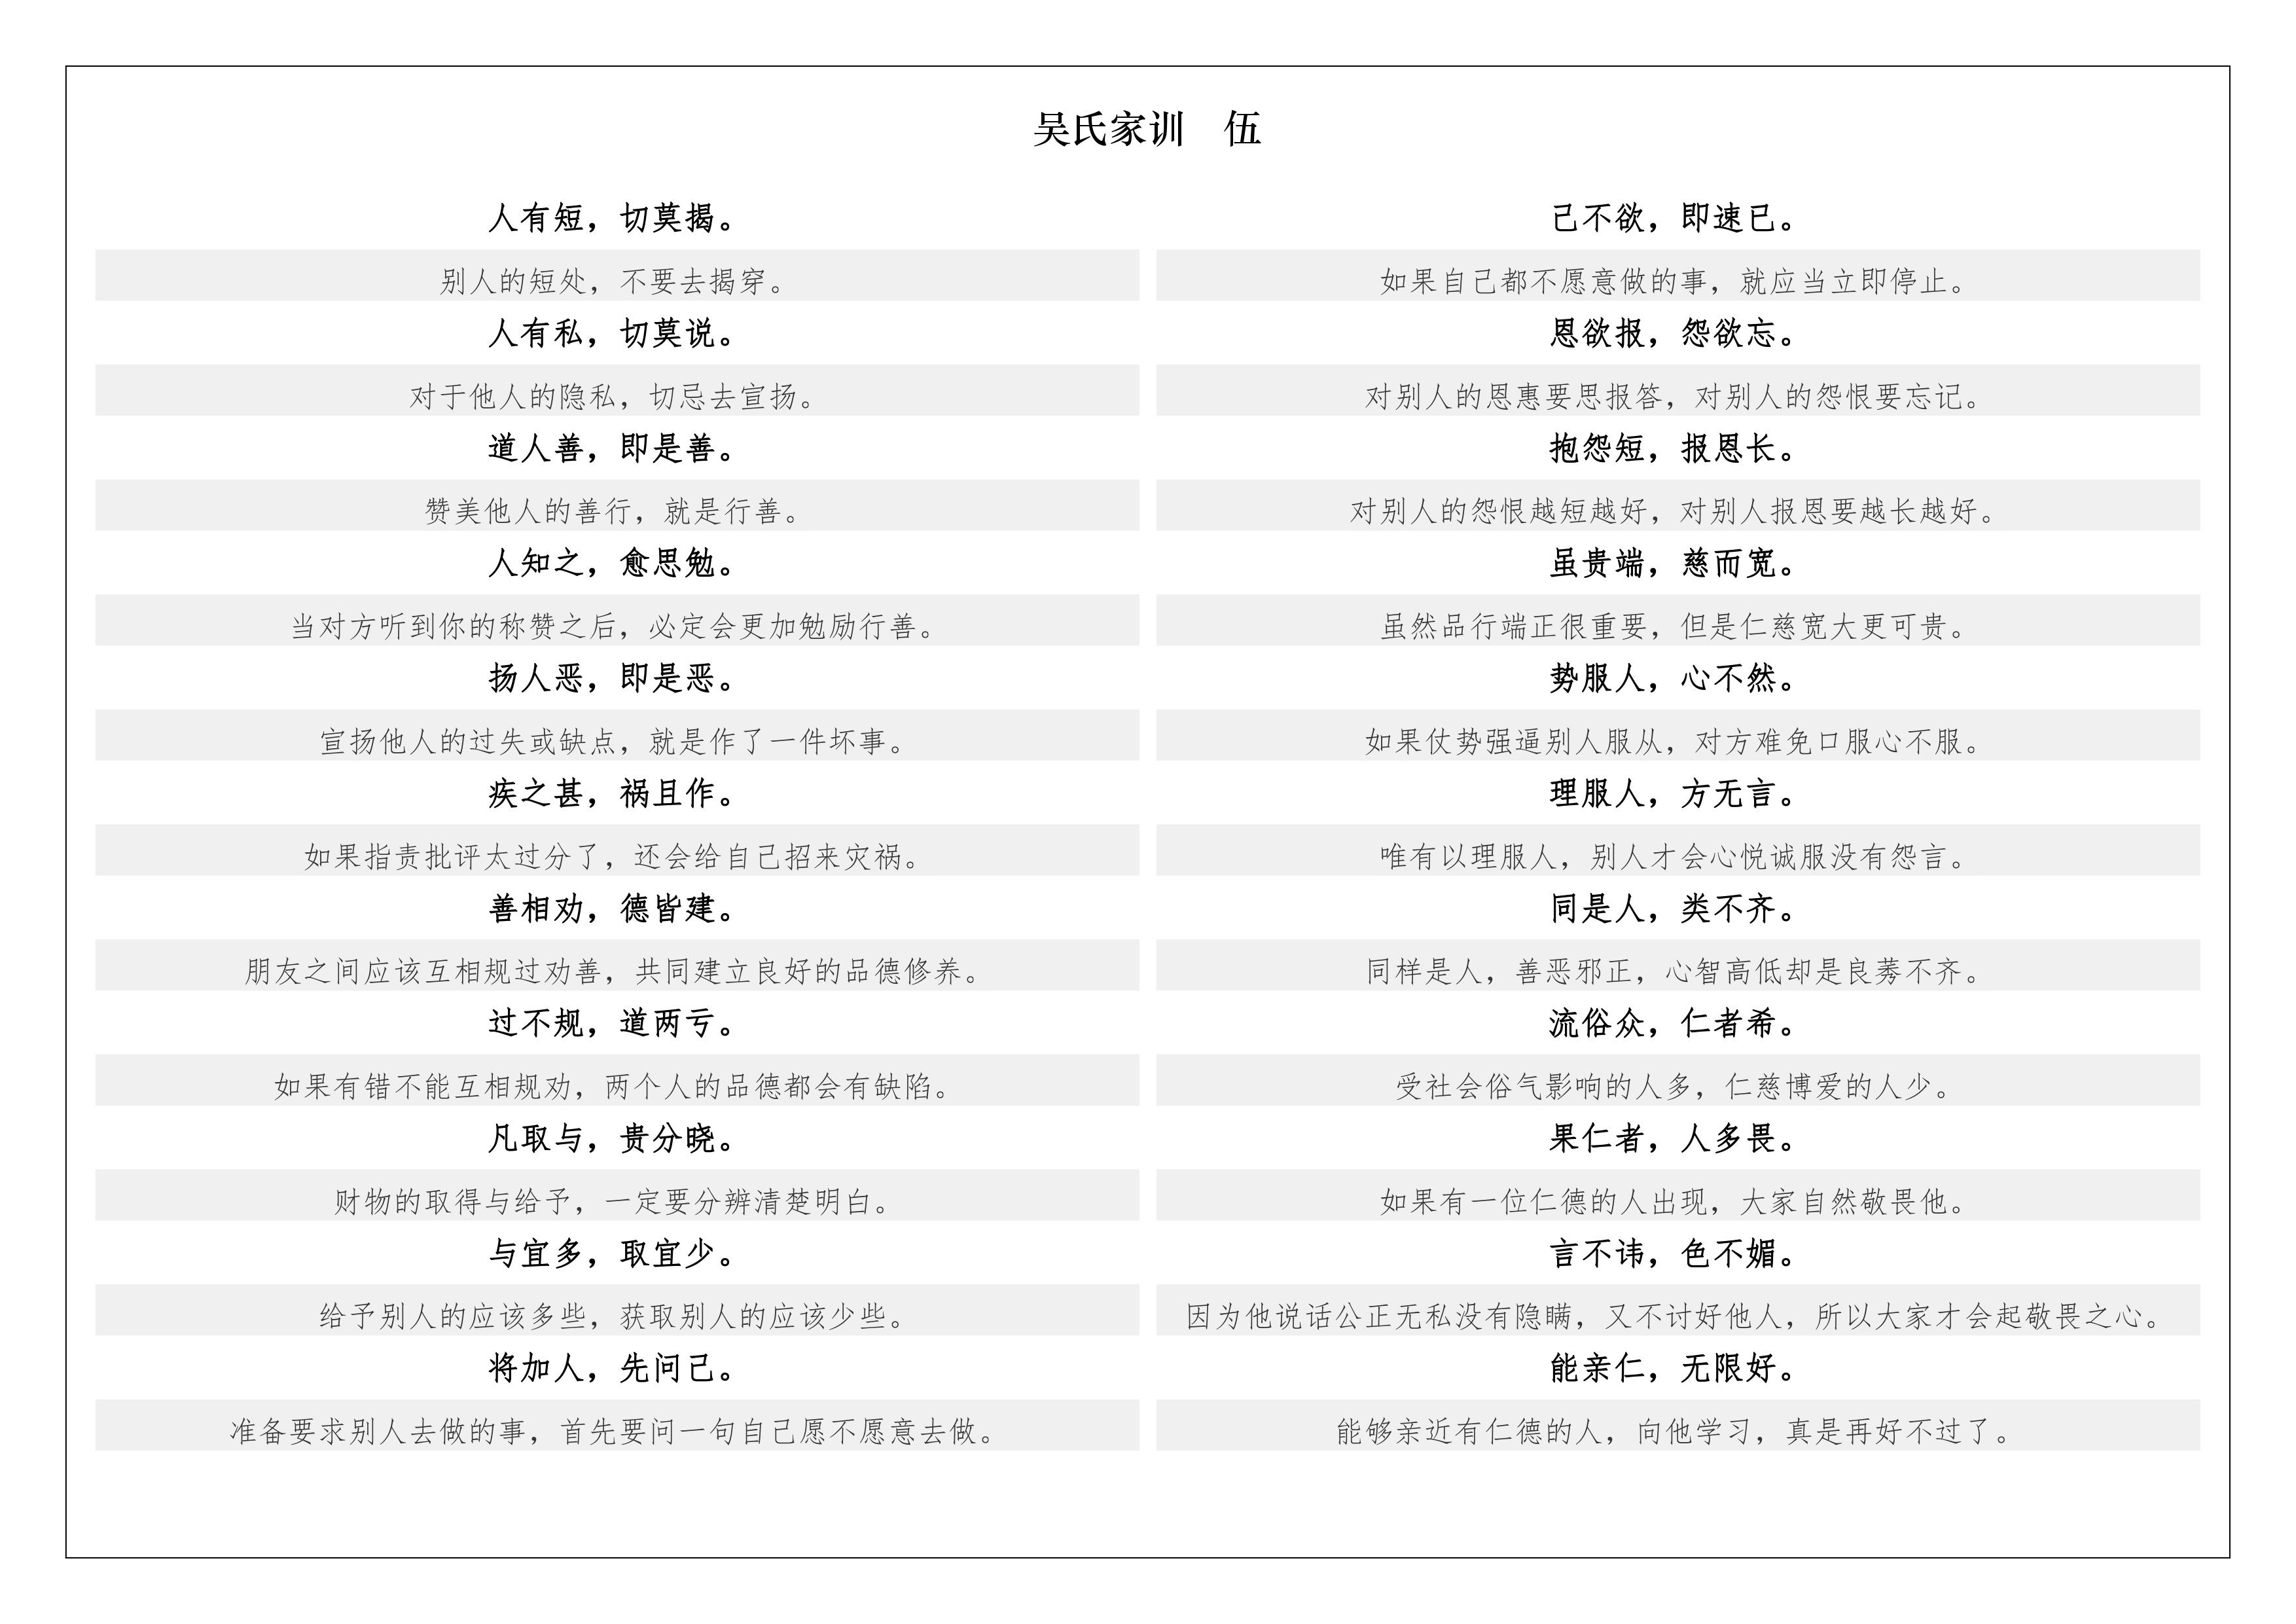 吴氏家训　伍
人有短，切莫揭。
别人的短处，不要去揭穿。
人有私，切莫说。
对于他人的隐私，切忌去宣扬。
道人善，即是善。
赞美他人的善行，就是行善。
人知之，愈思勉。
当对方听到你的称赞之后，必定会更加勉励行善。
扬人恶，即是恶。
宣扬他人的过失或缺点，就是作了一件坏事。
疾之甚，祸且作。
如果指责批评太过分了，还会给自己招来灾祸。
善相劝，德皆建。
朋友之间应该互相规过劝善，共同建立良好的品德修养。
过不规，道两亏。
如果有错不能互相规劝，两个人的品德都会有缺陷。
凡取与，贵分晓。
财物的取得与给予，一定要分辨清楚明白。
与宜多，取宜少。
给予别人的应该多些，获取别人的应该少些。
将加人，先问己。
准备要求别人去做的事，首先要问一句自己愿不愿意去做。
己不欲，即速已。
如果自己都不愿意做的事，就应当立即停止。
恩欲报，怨欲忘。
对别人的恩惠要思报答，对别人的怨恨要忘记。
抱怨短，报恩长。
对别人的怨恨越短越好，对别人报恩要越长越好。
虽贵端，慈而宽。
虽然品行端正很重要，但是仁慈宽大更可贵。
势服人，心不然。
如果仗势强逼别人服从，对方难免口服心不服。
理服人，方无言。
唯有以理服人，别人才会心悦诚服没有怨言。
同是人，类不齐。
同样是人，善恶邪正，心智高低却是良莠不齐。
流俗众，仁者希。
受社会俗气影响的人多，仁慈博爱的人少。
果仁者，人多畏。
如果有一位仁德的人出现，大家自然敬畏他。
言不讳，色不媚。
因为他说话公正无私没有隐瞒，又不讨好他人，所以大家才会起敬畏之心。
能亲仁，无限好。
能够亲近有仁德的人，向他学习，真是再好不过了。